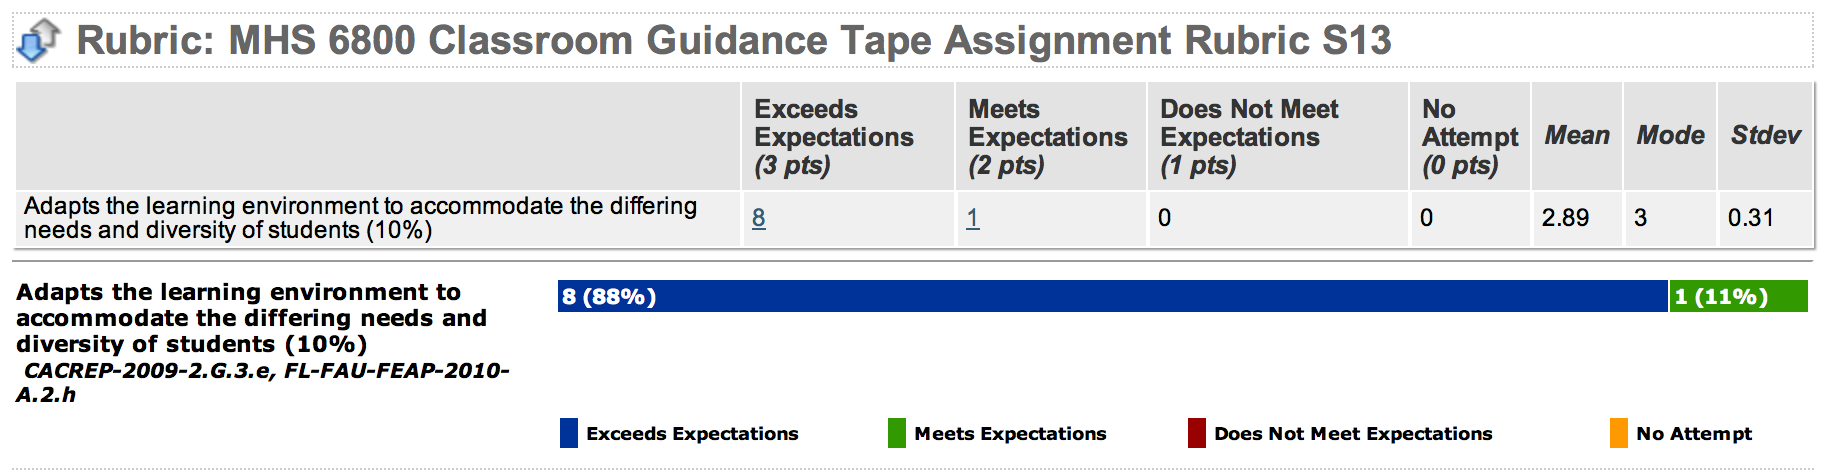 Rubric: MHS 6800 Classroom Guidance Tape Assignment Rubric S13
Exceeds
Expectations
(3 pts)
Meets
Expectations
(2 pts)
Does Not Meet
Expectations
(1 pts)
No
Attempt
(0 pts)
Mean
Mode
Stdev
Adapts the learning environment to accommodate the differing
needs and diversity of students (10%)
8
1
0
0
2.89
3
0.31
Adapts the learning environment to
accommodate the differing needs and
diversity of students (10%)
CACREP-2009-2.G.3.e, FL-FAU-FEAP-2010-
A.2.h
8 (88%)
1 (11%)
Exceeds Expectations
Meets Expectations
Does Not Meet Expectations
No Attempt